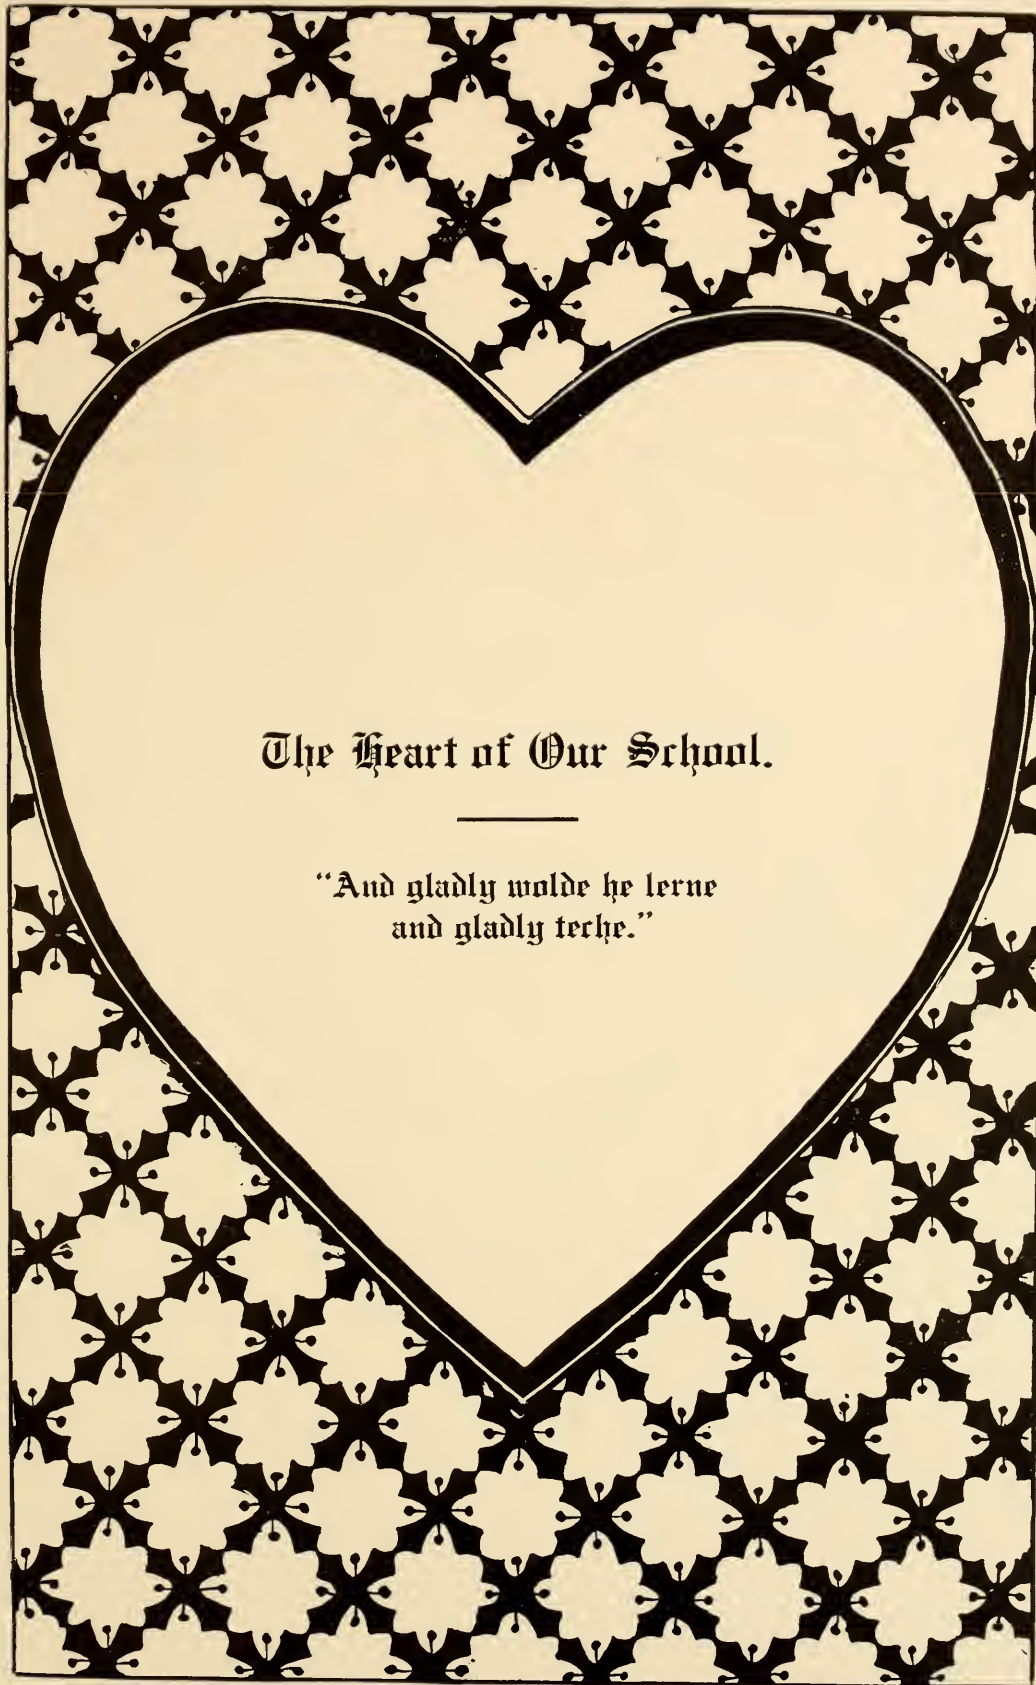 The Heart of Our School.
“And gladly wolde he lerne
and gladly teche.”